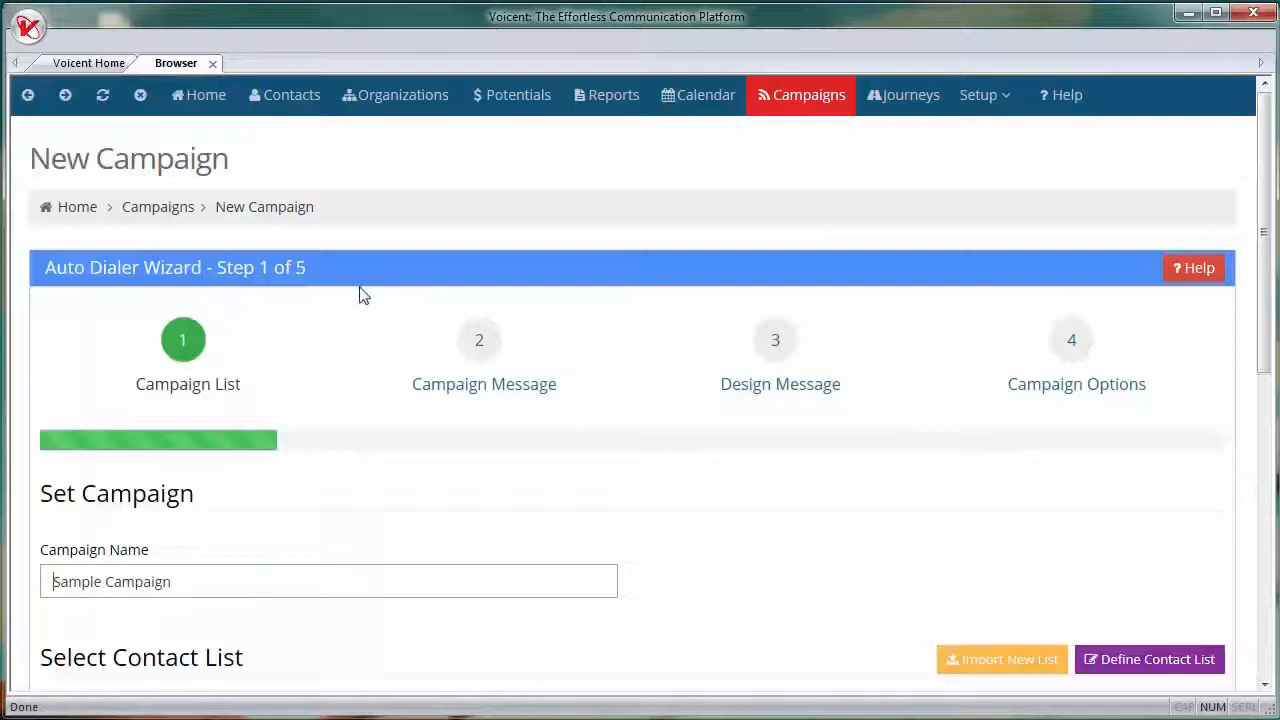 Voicent: The Effortless Communication Platform
Voicent Home Browser
Home Contacts Organizations $ Potentials Reports Calendar Campaigns Journeys Setup ? Help
New Campaign
Home > Campaigns > New Campaign
Auto Dialer Wizard - Step 1 of 5 ? Help
1 2 3 4
Campaign List Campaign Message Design Message Campaign Options
Set Campaign
Campaign Name
Sample Campaign
Select Contact List Import New List Define Contact List
Done CAP NUM SCRL